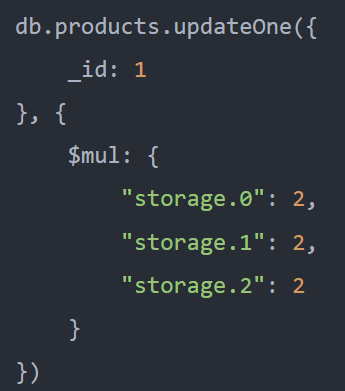 db.products.updateOne({
    _id: 1
}, {
    $mul: {
        "storage.0": 2,
        "storage.1": 2,
        "storage.2": 2
    }
})